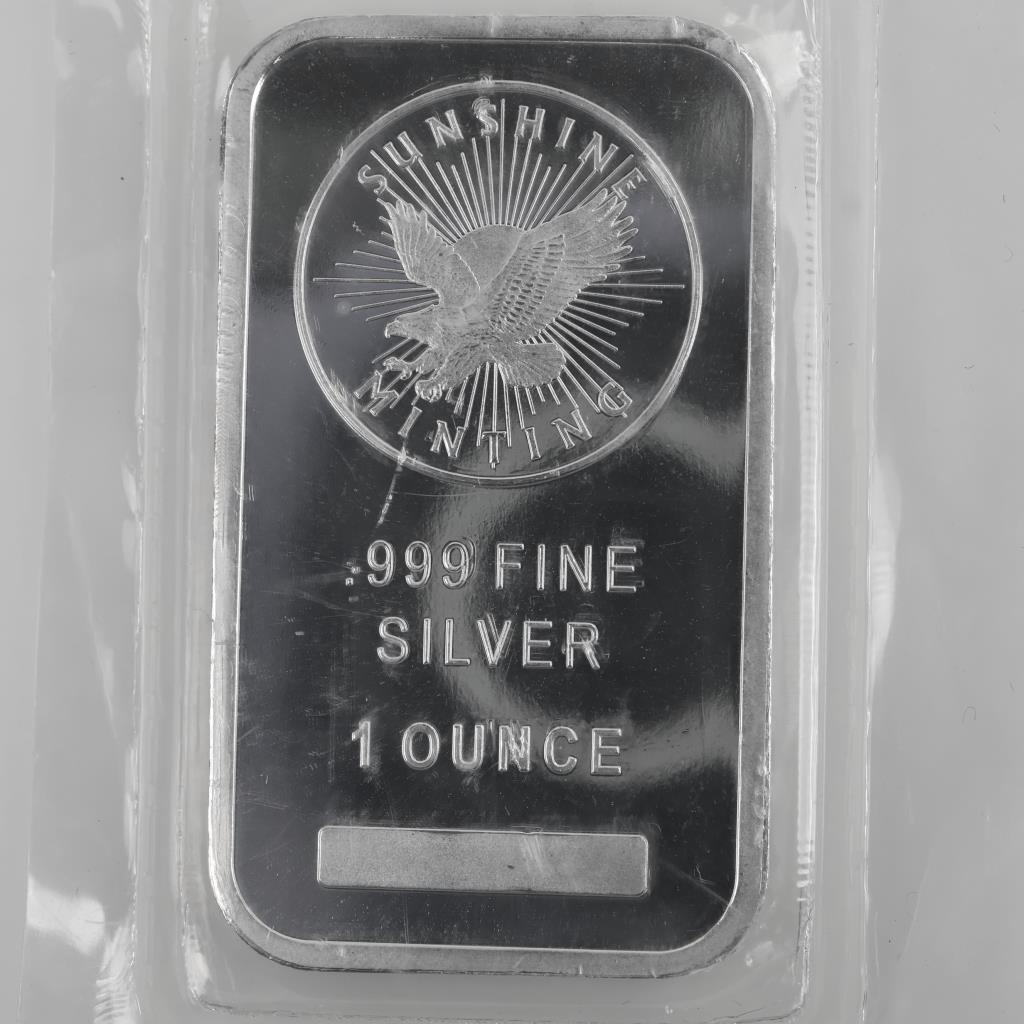 SUNSHINE
MINTING
.999 FINE
SILVER
1 OUNCE